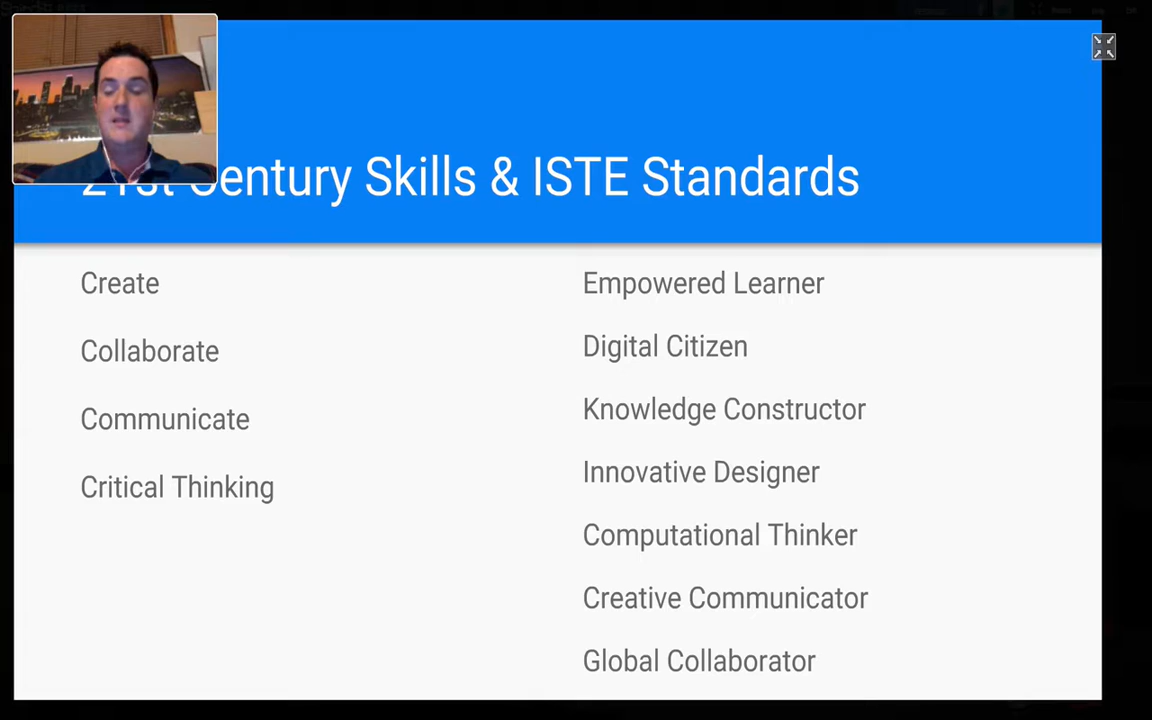 21st Century Skills & ISTE Standards
Create
Collaborate
Communicate
Critical Thinking
Empowered Learner
Digital Citizen
Knowledge Constructor
Innovative Designer
Computational Thinker
Creative Communicator
Global Collaborator